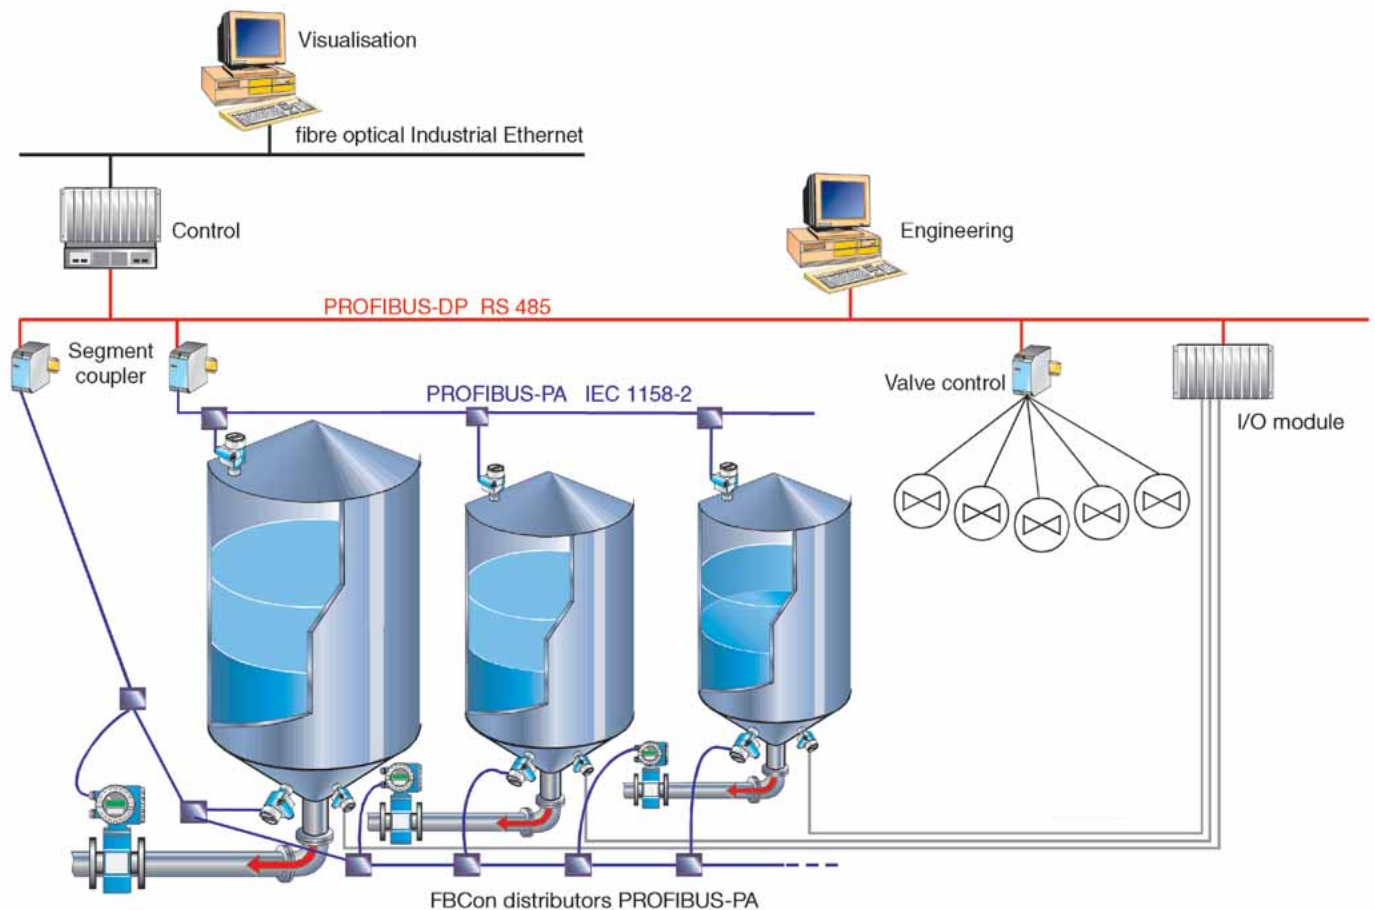 Visualisation
fibre optical Industrial Ethernet
Control
Engineering
PROFIBUS-DP RS 485
Segment
coupler
PROFIBUS-PA IEC 1158-2
Valve control
I/O module
FBCon distributors PROFIBUS-PA